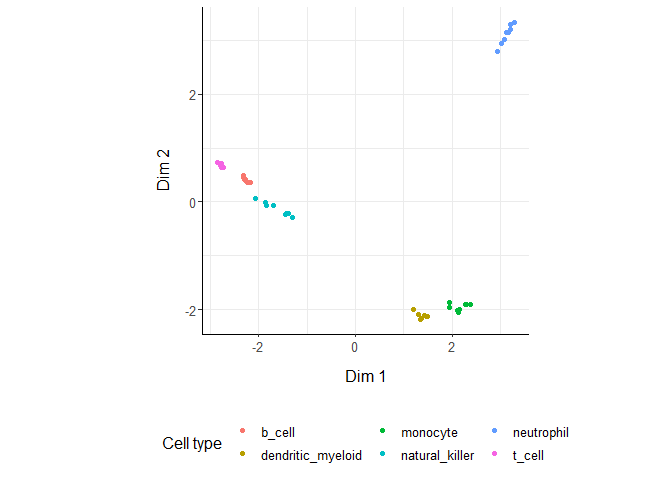 2
0
-2
Dim 2
-2 0 2
Dim 1
Cell type
b_cell monocyte neutrophil
dendritic_myeloid natural_killer t_cell